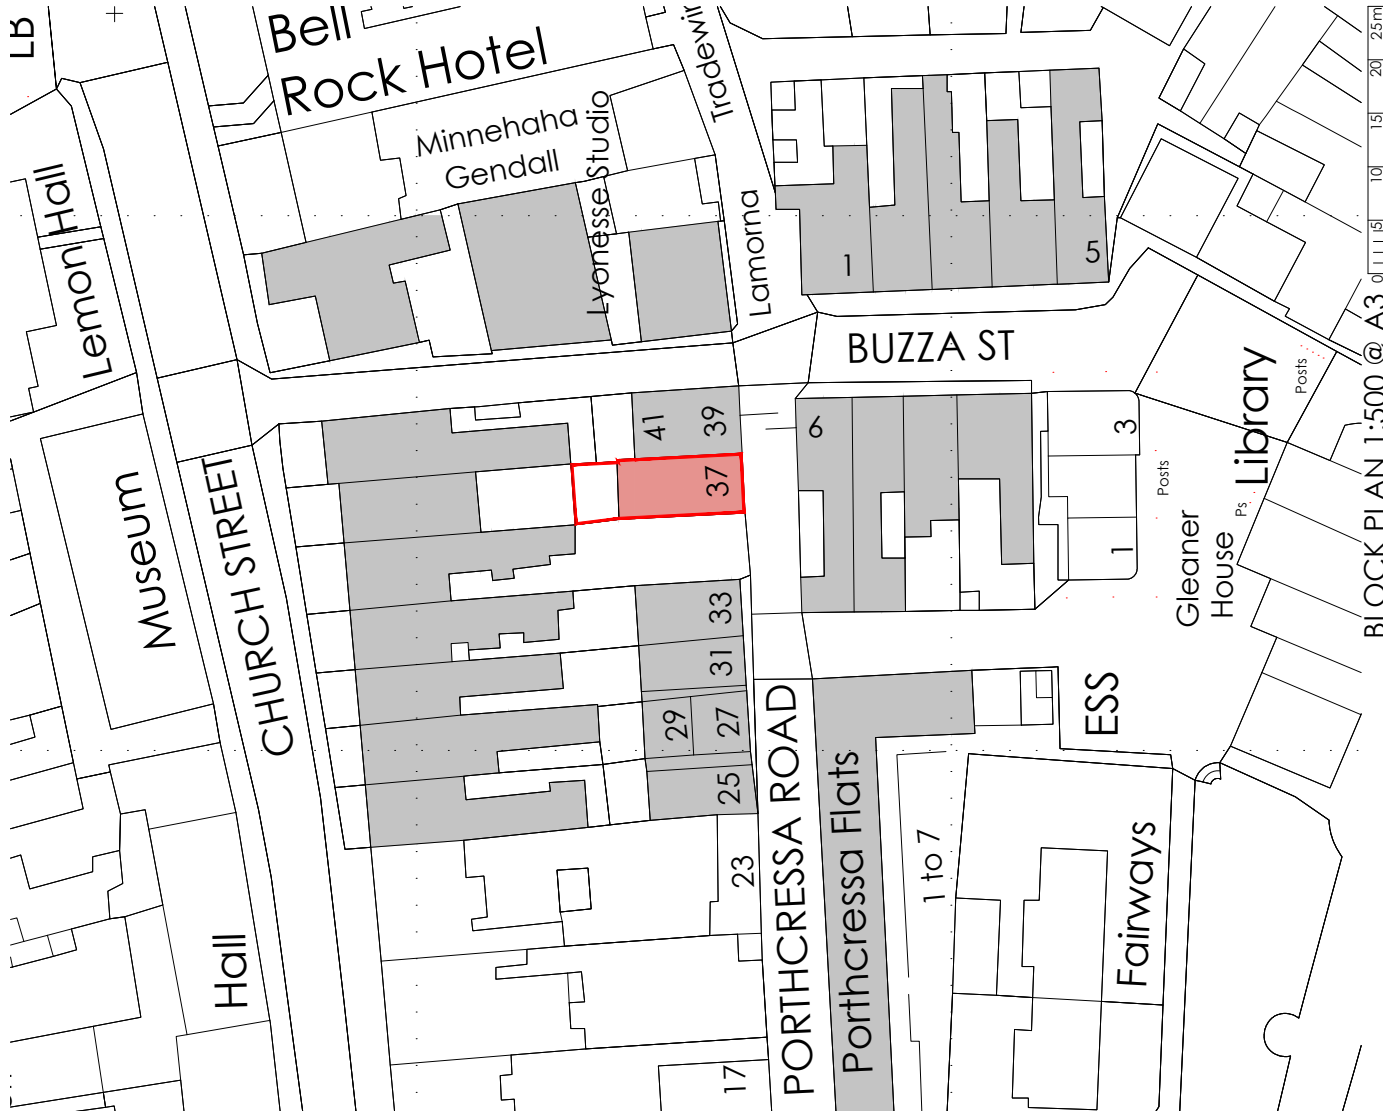 LB
Bell
Rock Hotel
Minnehaha
Gendall
Lyonesse Studio
Lamorna
Lemon Hall
1
5
BUZZA ST
41
39
37
6
3
1
Library
Posts
Posts
Ps
Gleaner
House
Museum
CHURCH STREET
33
31
29
27
25
23
17
PORTHCRESSA ROAD
Porthcressa Flats
1 to 7
ESS
Fairways
Hall
0
5
10
15
20
25m
BLOCK PLAN 1:500 @ A3